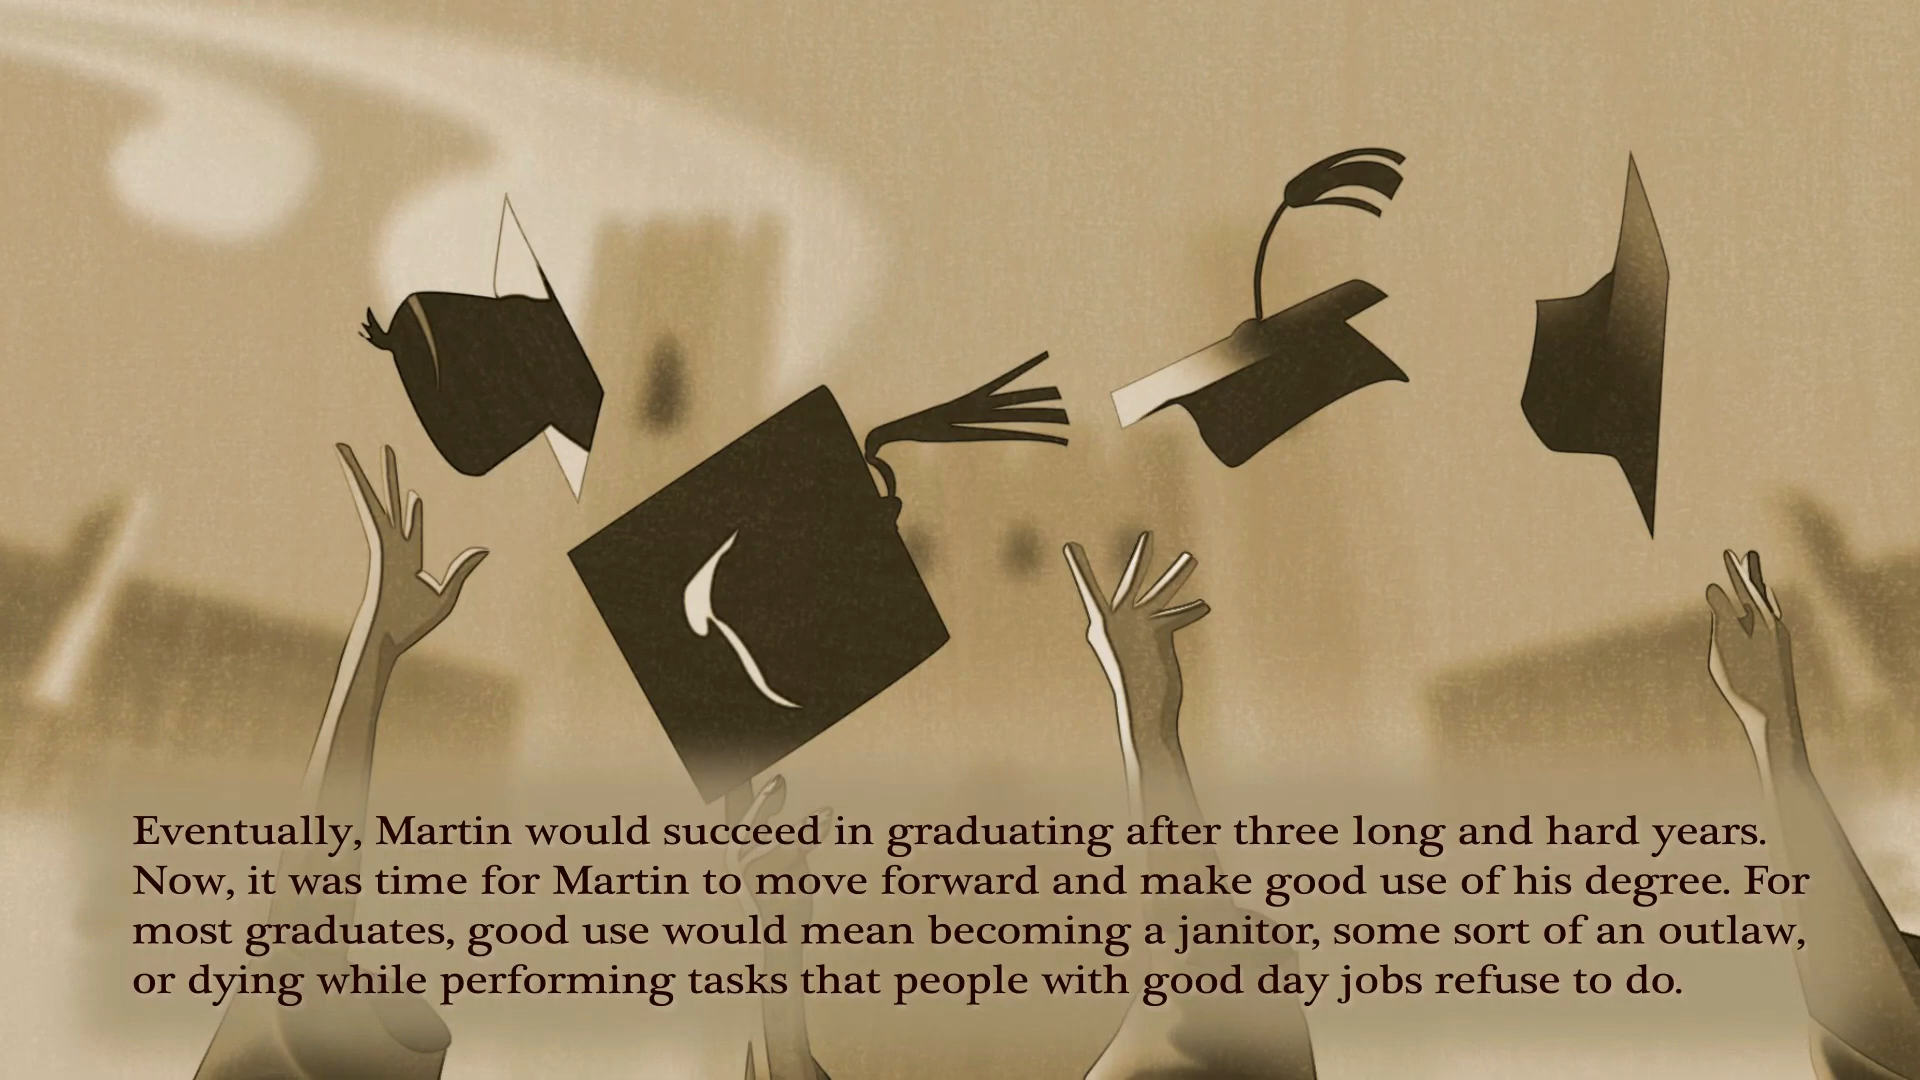 Eventually, Martin would succeed in graduating after three long and hard years.
Now, it was time for Martin to move forward and make good use of his degree. For
most graduates, good use would mean becoming a janitor, some sort of an outlaw,
or dying while performing tasks that people with good day jobs refuse to do.